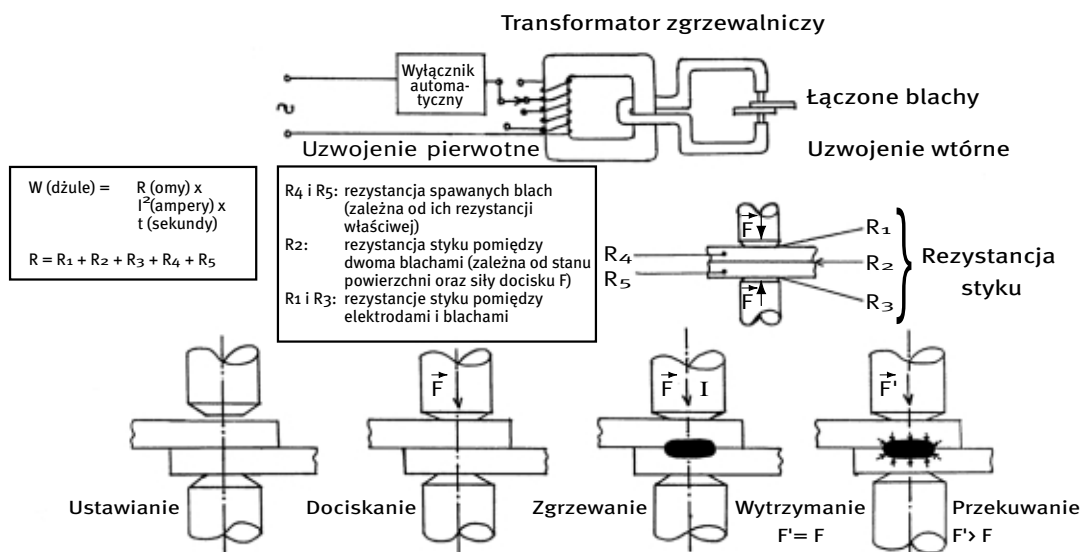 Transformator zgrzewalniczy
Wyłącznik
automa-
tyczny
~
Łączone blachy
Uzwojenie pierwotne
Uzwojenie wtórne
W (dżule) = R (omy) x
I²(ampery) x
t (sekundy)
R = R1 + R2 + R3 + R4 + R5
R4 i R5: rezystancja spawanych blach
(zależna od ich rezystancji
właściwej)
R2: rezystancja styku pomiędzy
dwoma blachami (zależna od stanu
powierzchni oraz siły docisku F)
R1 i R3: rezystancje styku pomiędzy
elektrodami i blachami
F
R1
R4
R2
R5
F
R3
Rezystancja
styku
F
F I
F'
Ustawianie
Dociskanie
Zgrzewanie
Wytrzymanie
F'= F
Przekuwanie
F'> F